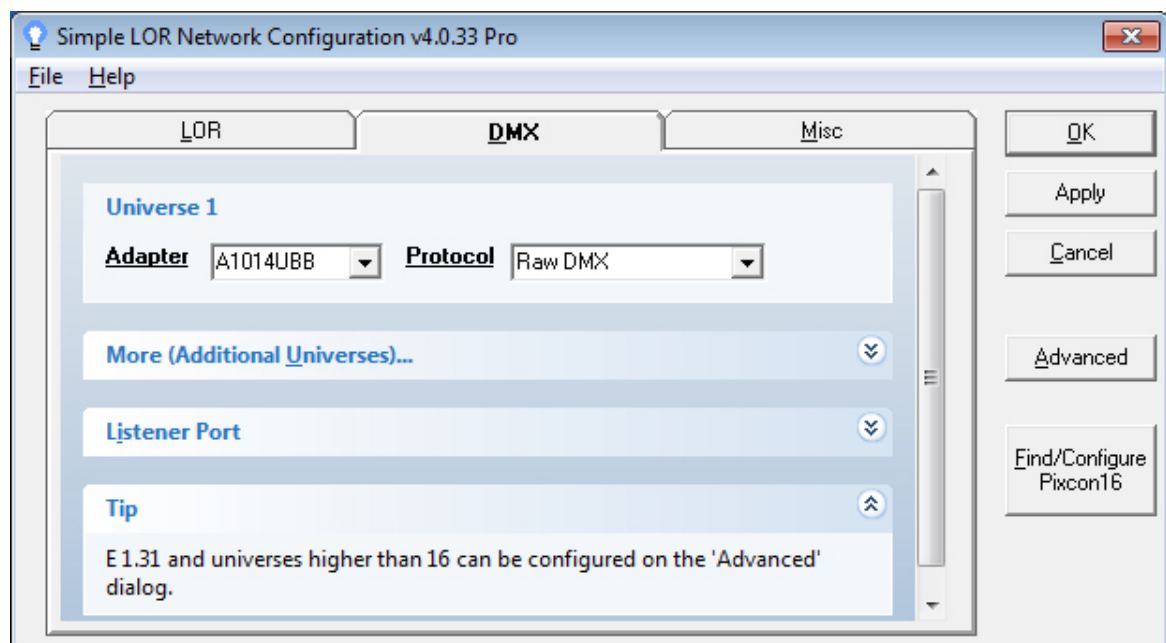 Simple LOR Network Configuration v4.0.33 Pro
File Help
LOR DMX Misc
Universe 1
Adapter A1014UBB Protocol Raw DMX
More (Additional Universes)...
Listener Port
Tip
E 1.31 and universes higher than 16 can be configured on the 'Advanced'
dialog.
OK
Apply
Cancel
Advanced
Find/Configure
Pixcon16